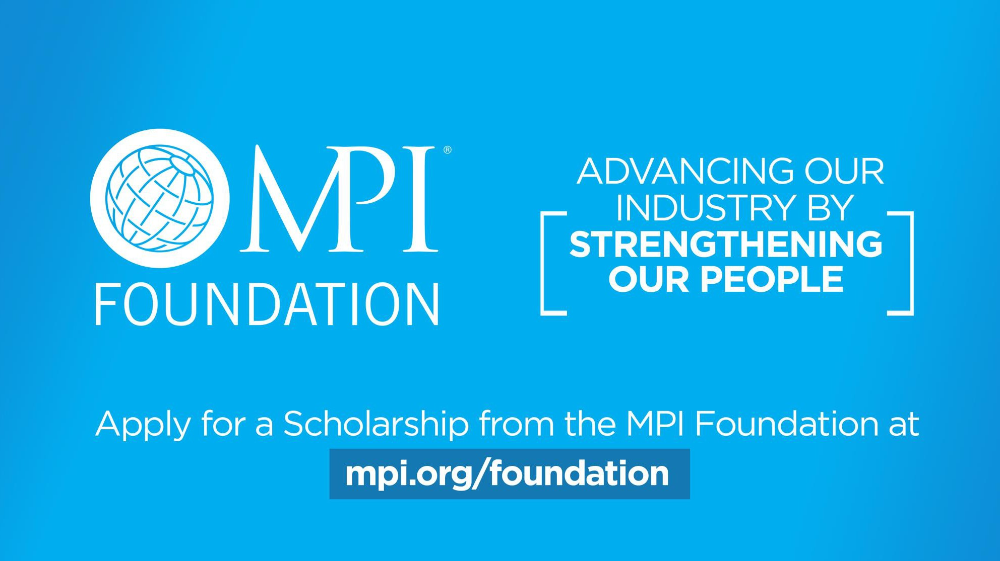 MPI®
FOUNDATION
ADVANCING OUR
INDUSTRY BY
STRENGTHENING
OUR PEOPLE
Apply for a Scholarship from the MPI Foundation at
mpi.org/foundation